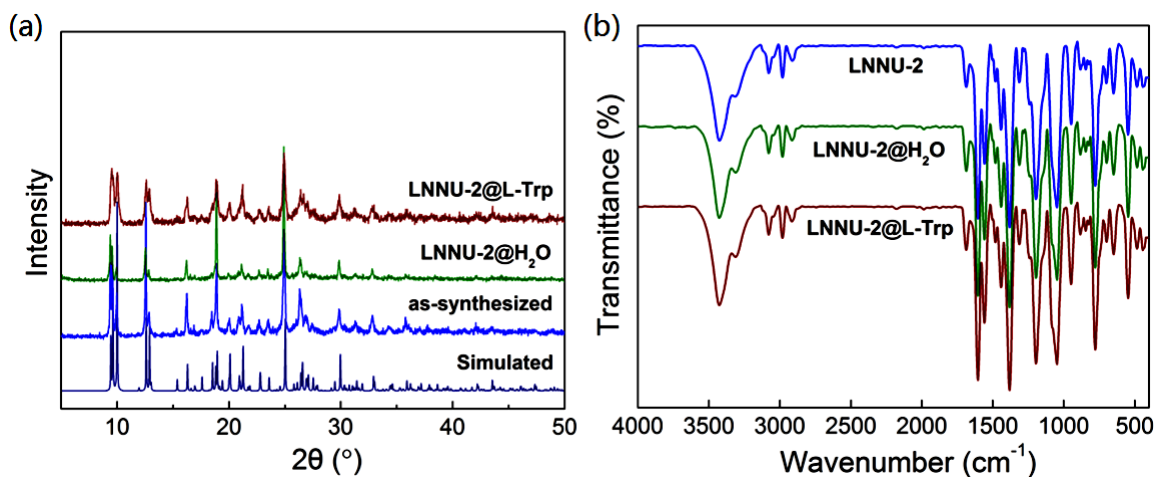 (a)
Intensity
LNNU-2@L-Trp
LNNU-2@H₂O
as-synthesized
Simulated
10 20 30 40 50
2θ (°)
(b)
Transmittance (%)
LNNU-2
LNNU-2@H₂O
LNNU-2@L-Trp
4000 3500 3000 2500 2000 1500 1000 500
Wavenumber (cm⁻¹)